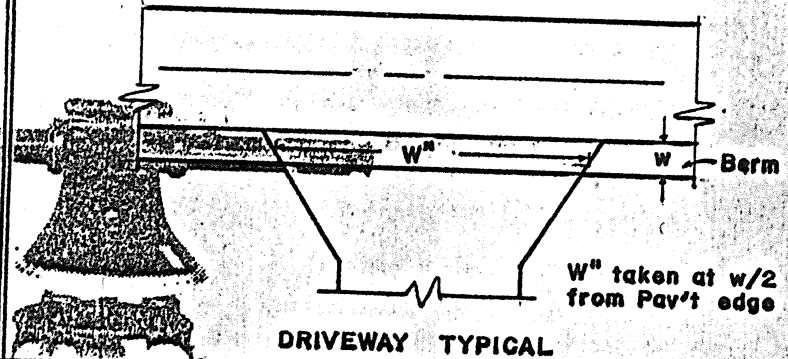 W"
w
Berm
W" taken at w/2
from Pav't edge
DRIVEWAY TYPICAL